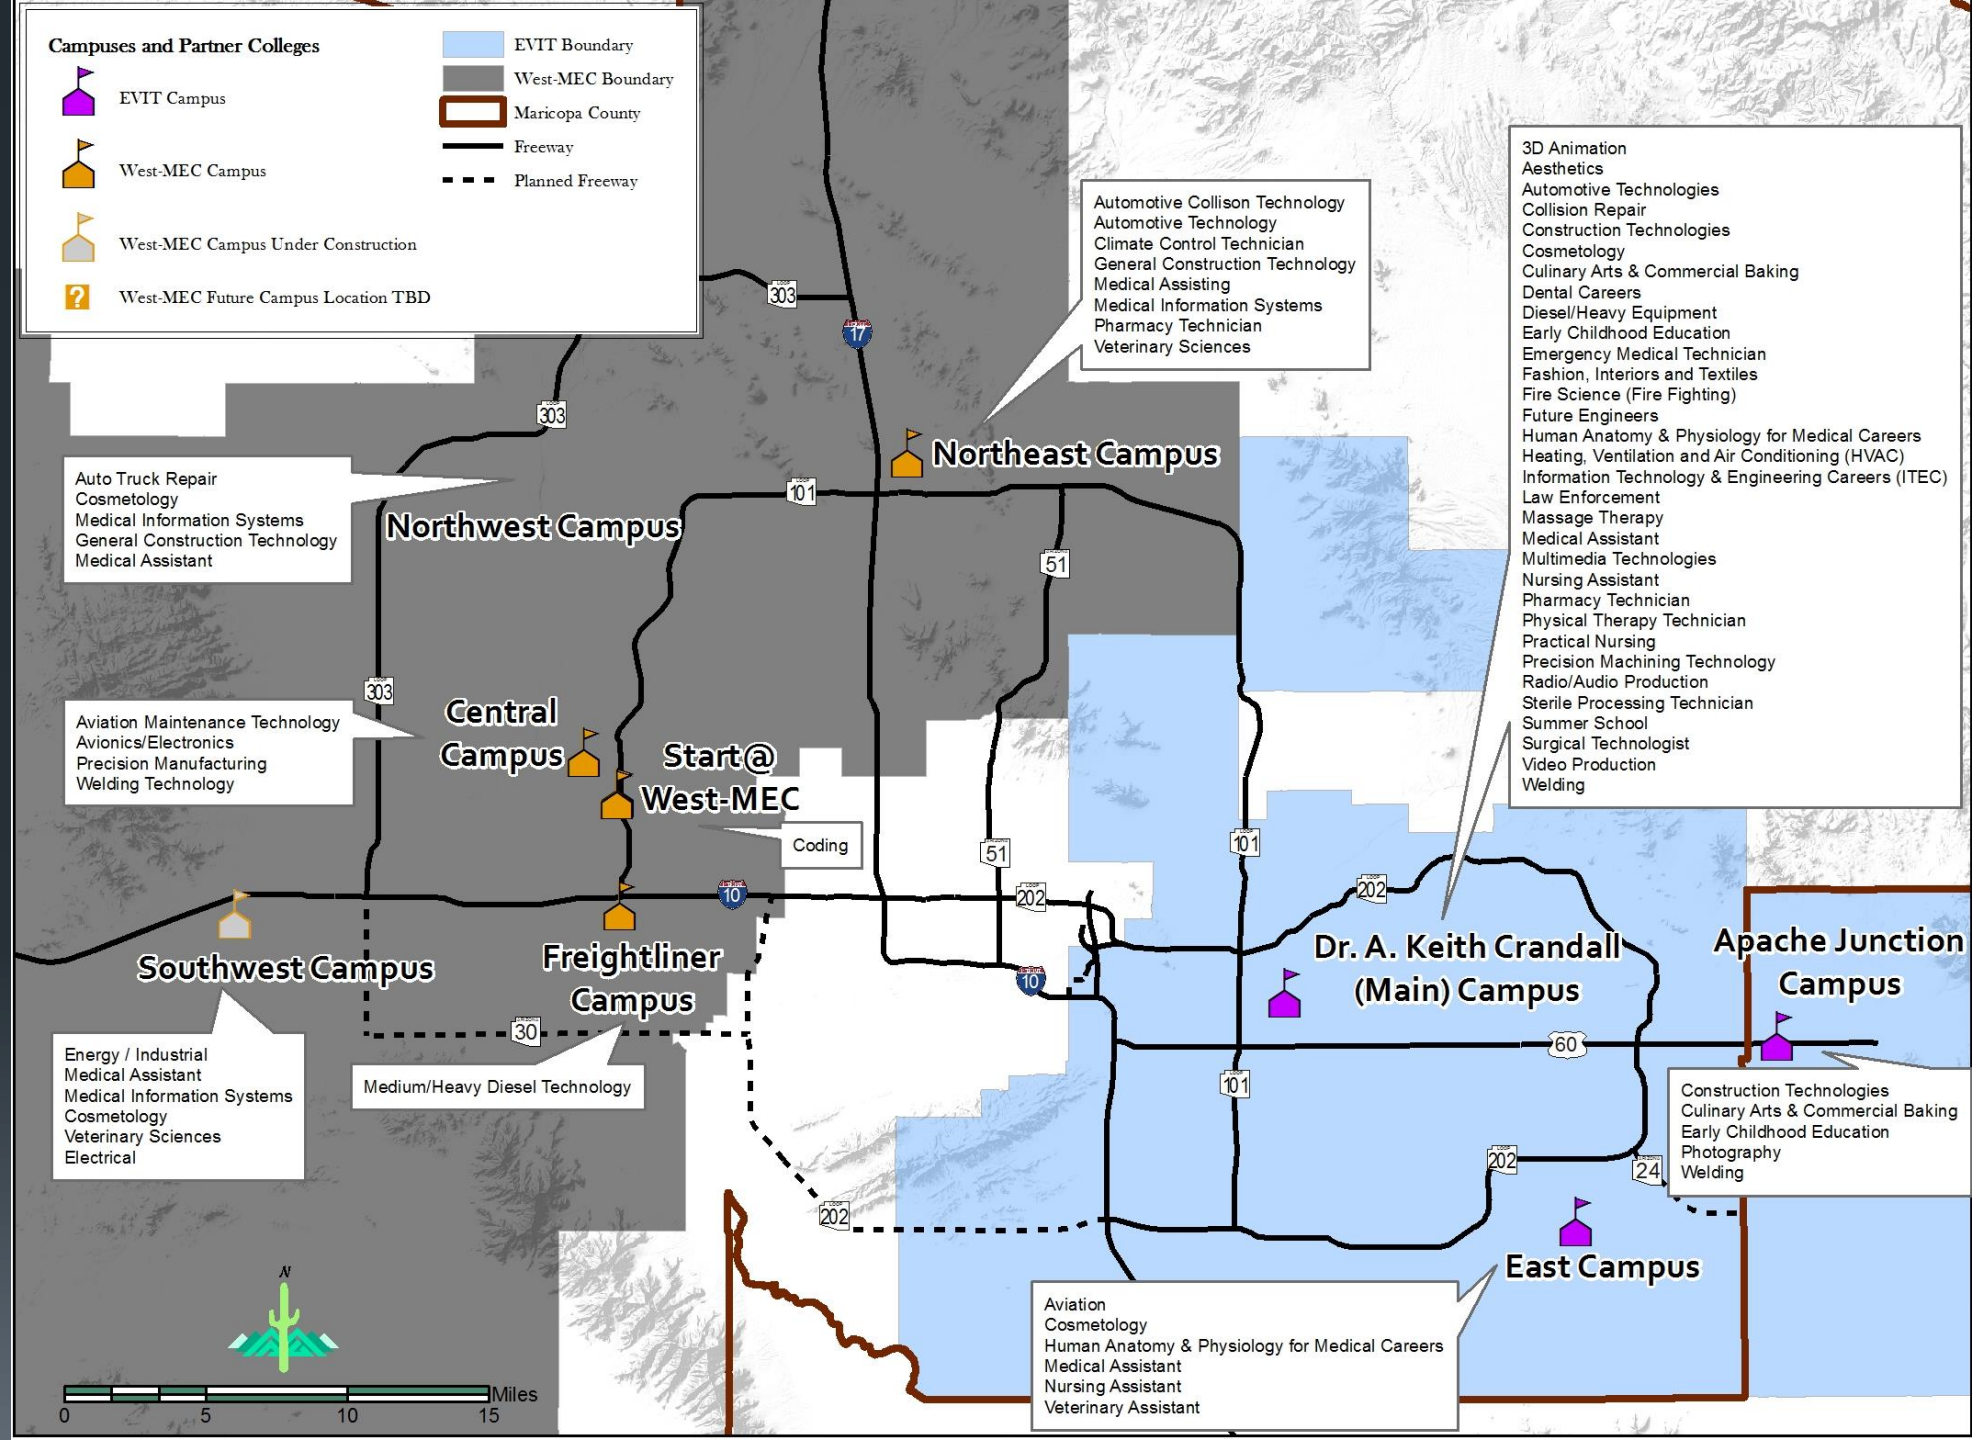 Campuses and Partner Colleges
EVIT Campus
West-MEC Campus
West-MEC Campus Under Construction
?
West-MEC Future Campus Location TBD
EVIT Boundary
West-MEC Boundary
Maricopa County
Freeway
Planned Freeway
LOOP
303
17
Automotive Collison Technology
Automotive Technology
Climate Control Technician
General Construction Technology
Medical Assisting
Medical Information Systems
Pharmacy Technician
Veterinary Sciences
3D Animation
Aesthetics
Automotive Technologies
Collision Repair
Construction Technologies
Cosmetology
Culinary Arts & Commercial Baking
Dental Careers
Diesel/Heavy Equipment
Early Childhood Education
Emergency Medical Technician
Fashion, Interiors and Textiles
Fire Science (Fire Fighting)
Future Engineers
Human Anatomy & Physiology for Medical Careers
Heating, Ventilation and Air Conditioning (HVAC)
Information Technology & Engineering Careers (ITEC)
Law Enforcement
Massage Therapy
Medical Assistant
Multimedia Technologies
Nursing Assistant
Pharmacy Technician
Physical Therapy Technician
Practical Nursing
Precision Machining Technology
Radio/Audio Production
Sterile Processing Technician
Summer School
Surgical Technologist
Video Production
Welding
LOOP
303
Northeast Campus
Auto Truck Repair
Cosmetology
Medical Information Systems
General Construction Technology
Medical Assistant
LOOP
101
Northwest Campus
51
LOOP
303
Aviation Maintenance Technology
Avionics/Electronics
Precision Manufacturing
Welding Technology
Central
Campus
Start@
West-MEC
Coding
51
LOOP
101
10
LOOP
202
LOOP
202
Southwest Campus
Freightliner
Campus
10
Dr. A. Keith Crandall
(Main) Campus
Apache Junction
Campus
30
60
Energy / Industrial
Medical Assistant
Medical Information Systems
Cosmetology
Veterinary Sciences
Electrical
Medium/Heavy Diesel Technology
LOOP
101
Construction Technologies
Culinary Arts & Commercial Baking
Early Childhood Education
Photography
Welding
LOOP
202
24
LOOP
202
East Campus
Aviation
Cosmetology
Human Anatomy & Physiology for Medical Careers
Medical Assistant
Nursing Assistant
Veterinary Assistant
N
Miles
0 5 10 15